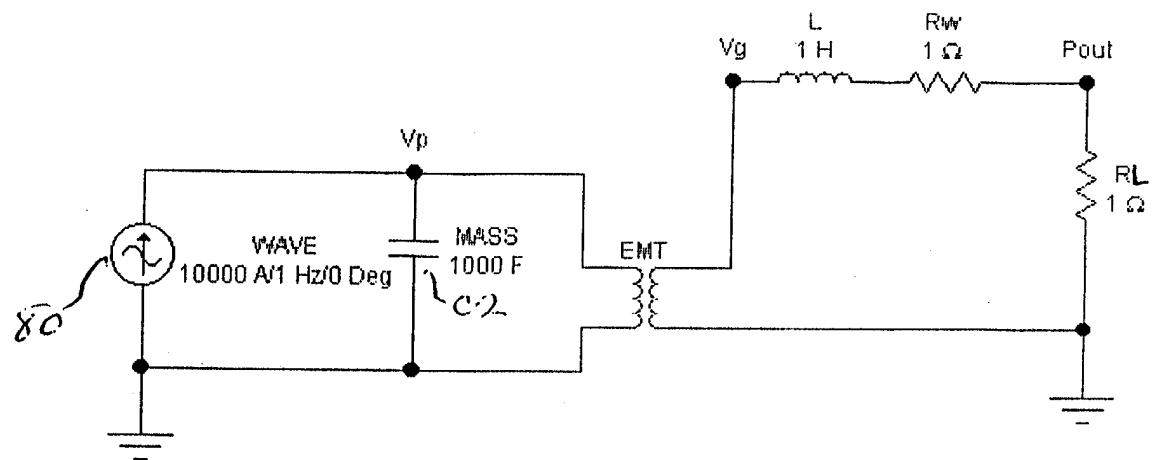 L
1 H
Rw
1 Ω
Vg
Pout
Vp
RL
1 Ω
WAVE
10000 A/1 Hz/0 Deg
MASS
1000 F
EMT
80
C2